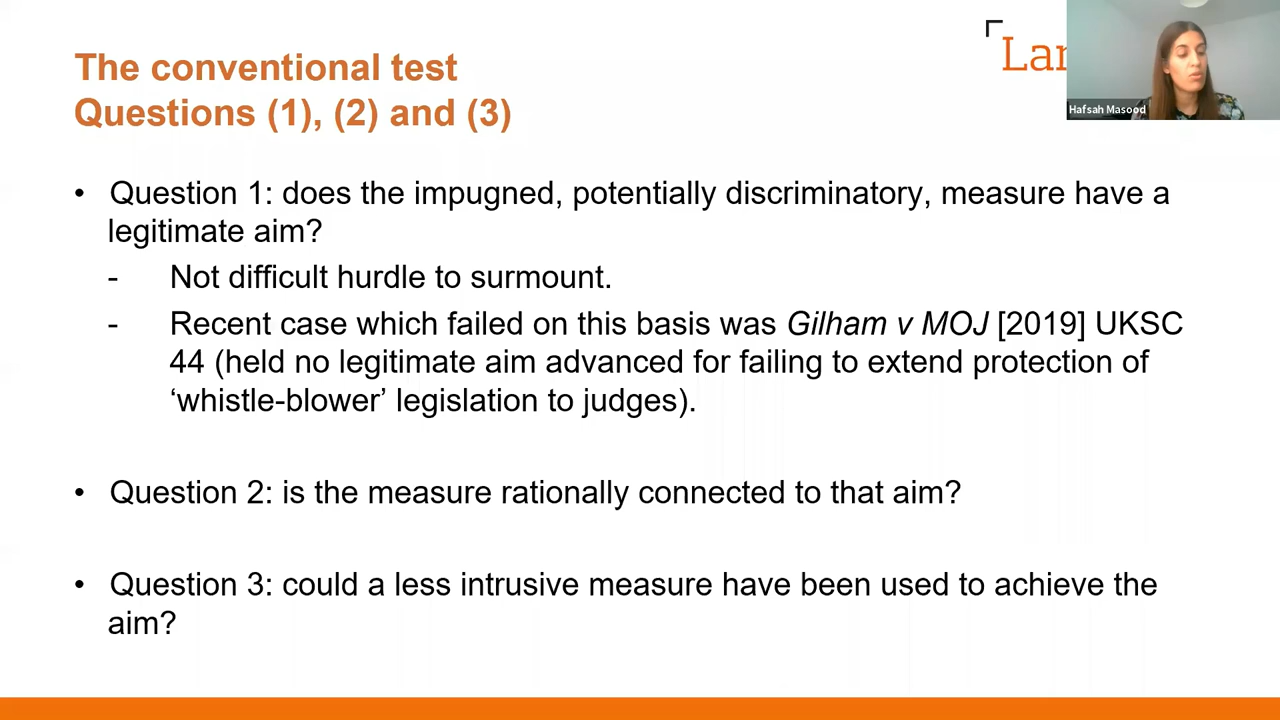 The conventional test
Questions (1), (2) and (3)
Hafsah Masood
• Question 1: does the impugned, potentially discriminatory, measure have a
legitimate aim?
- Not difficult hurdle to surmount.
- Recent case which failed on this basis was Gilham v MOJ [2019] UKSC
44 (held no legitimate aim advanced for failing to extend protection of
‘whistle-blower’ legislation to judges).
• Question 2: is the measure rationally connected to that aim?
• Question 3: could a less intrusive measure have been used to achieve the
aim?